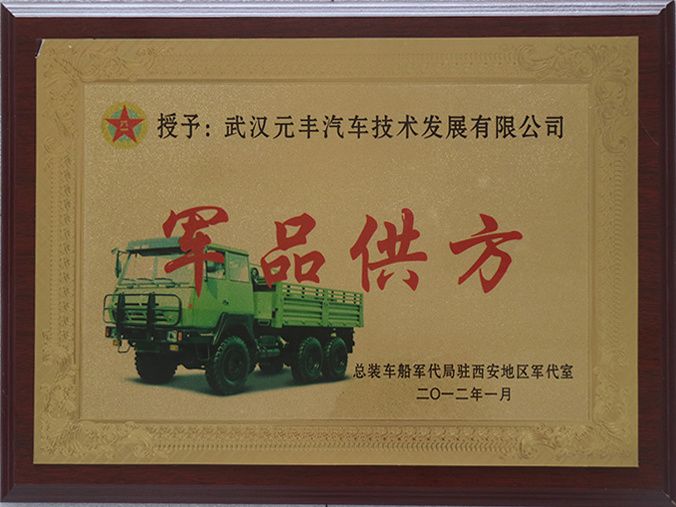 授予：武汉元丰汽车技术发展有限公司
军品供方
总装车船军代局驻西安地区军代室
二〇一二年一月